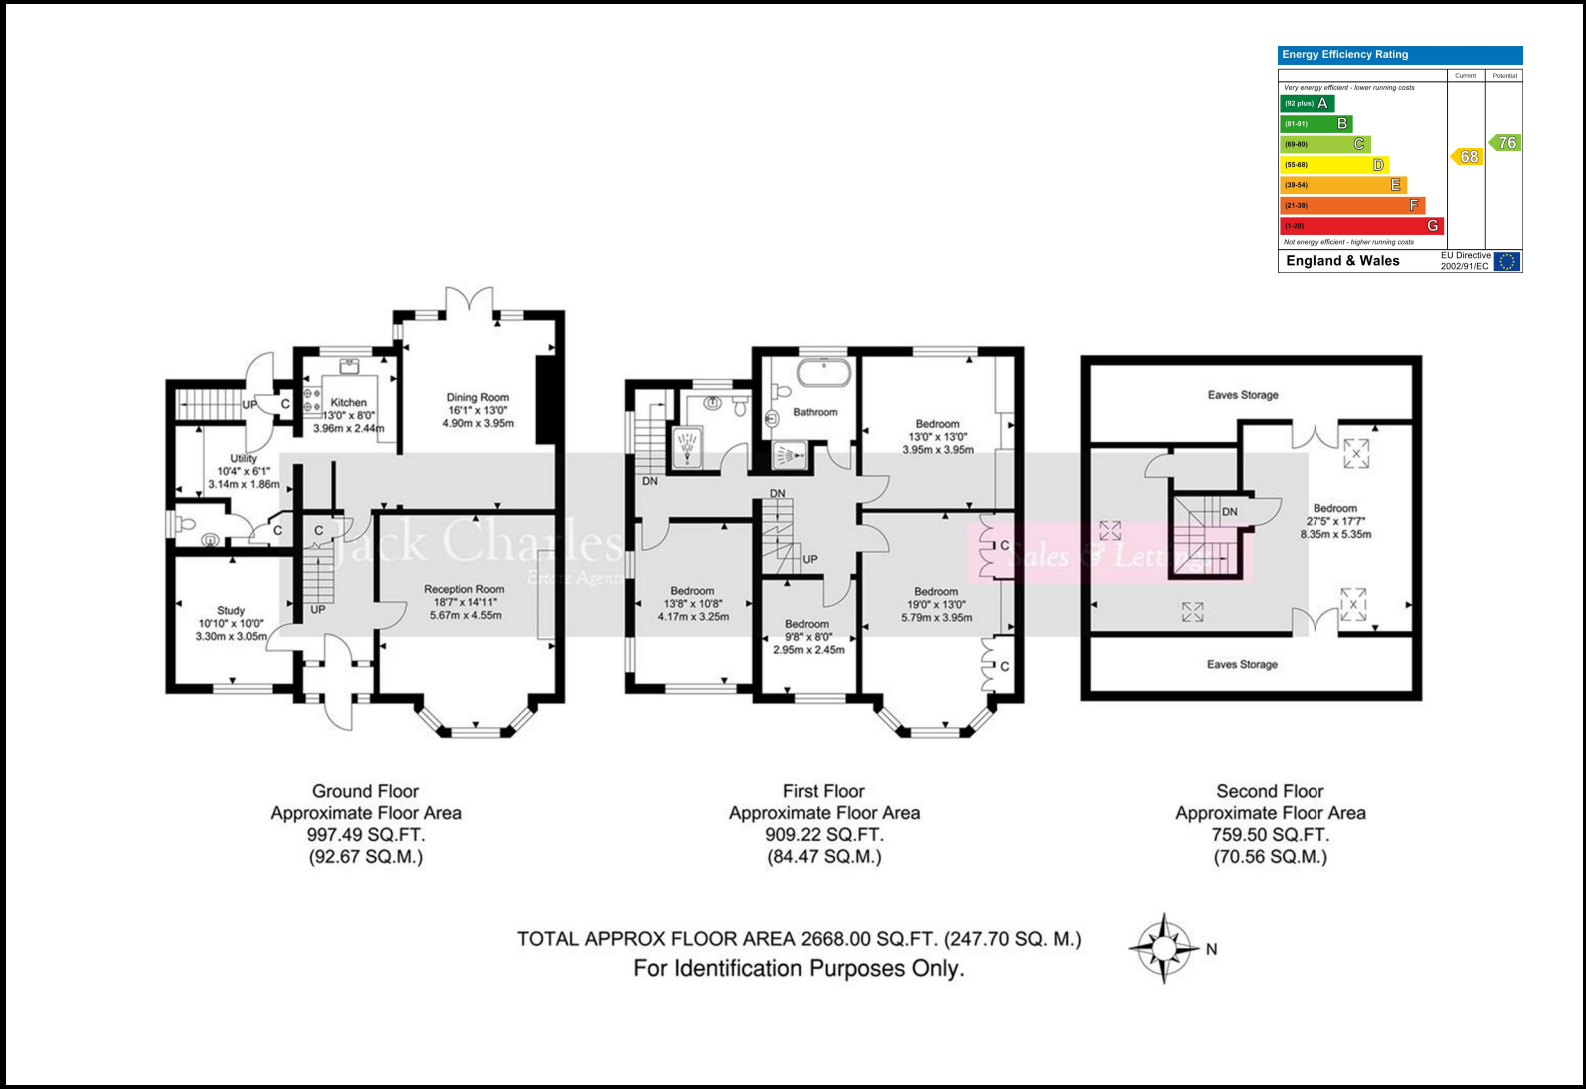 Energy Efficiency Rating
Current
Potential
Very energy efficient - lower running costs
(92 plus) A
(81-91) B
(69-80) C
(55-68) D
(39-54) E
(21-38) F
(1-20) G
68
76
Not energy efficient - higher running costs
England & Wales
EU Directive
2002/91/EC
UP
C
Kitchen
13'0" x 8'0"
3.96m x 2.44m
Dining Room
16'1" x 13'0"
4.90m x 3.95m
Utility
10'4" x 6'1"
3.14m x 1.86m
C
C
Study
10'10" x 10'0"
3.30m x 3.05m
UP
Reception Room
18'7" x 14'11"
5.67m x 4.55m
Jack Charles
Estate Agents
Sales & Lettings
DN
Bathroom
Bedroom
13'0" x 13'0"
3.95m x 3.95m
DN
UP
Bedroom
13'8" x 10'8"
4.17m x 3.25m
Bedroom
9'8" x 8'0"
2.95m x 2.45m
Bedroom
19'0" x 13'0"
5.79m x 3.95m
C
C
Eaves Storage
DN
Bedroom
27'5" x 17'7"
8.35m x 5.35m
Eaves Storage
Ground Floor
Approximate Floor Area
997.49 SQ.FT.
(92.67 SQ.M.)
First Floor
Approximate Floor Area
909.22 SQ.FT.
(84.47 SQ.M.)
Second Floor
Approximate Floor Area
759.50 SQ.FT.
(70.56 SQ.M.)
TOTAL APPROX FLOOR AREA 2668.00 SQ.FT. (247.70 SQ. M.)
For Identification Purposes Only.
N